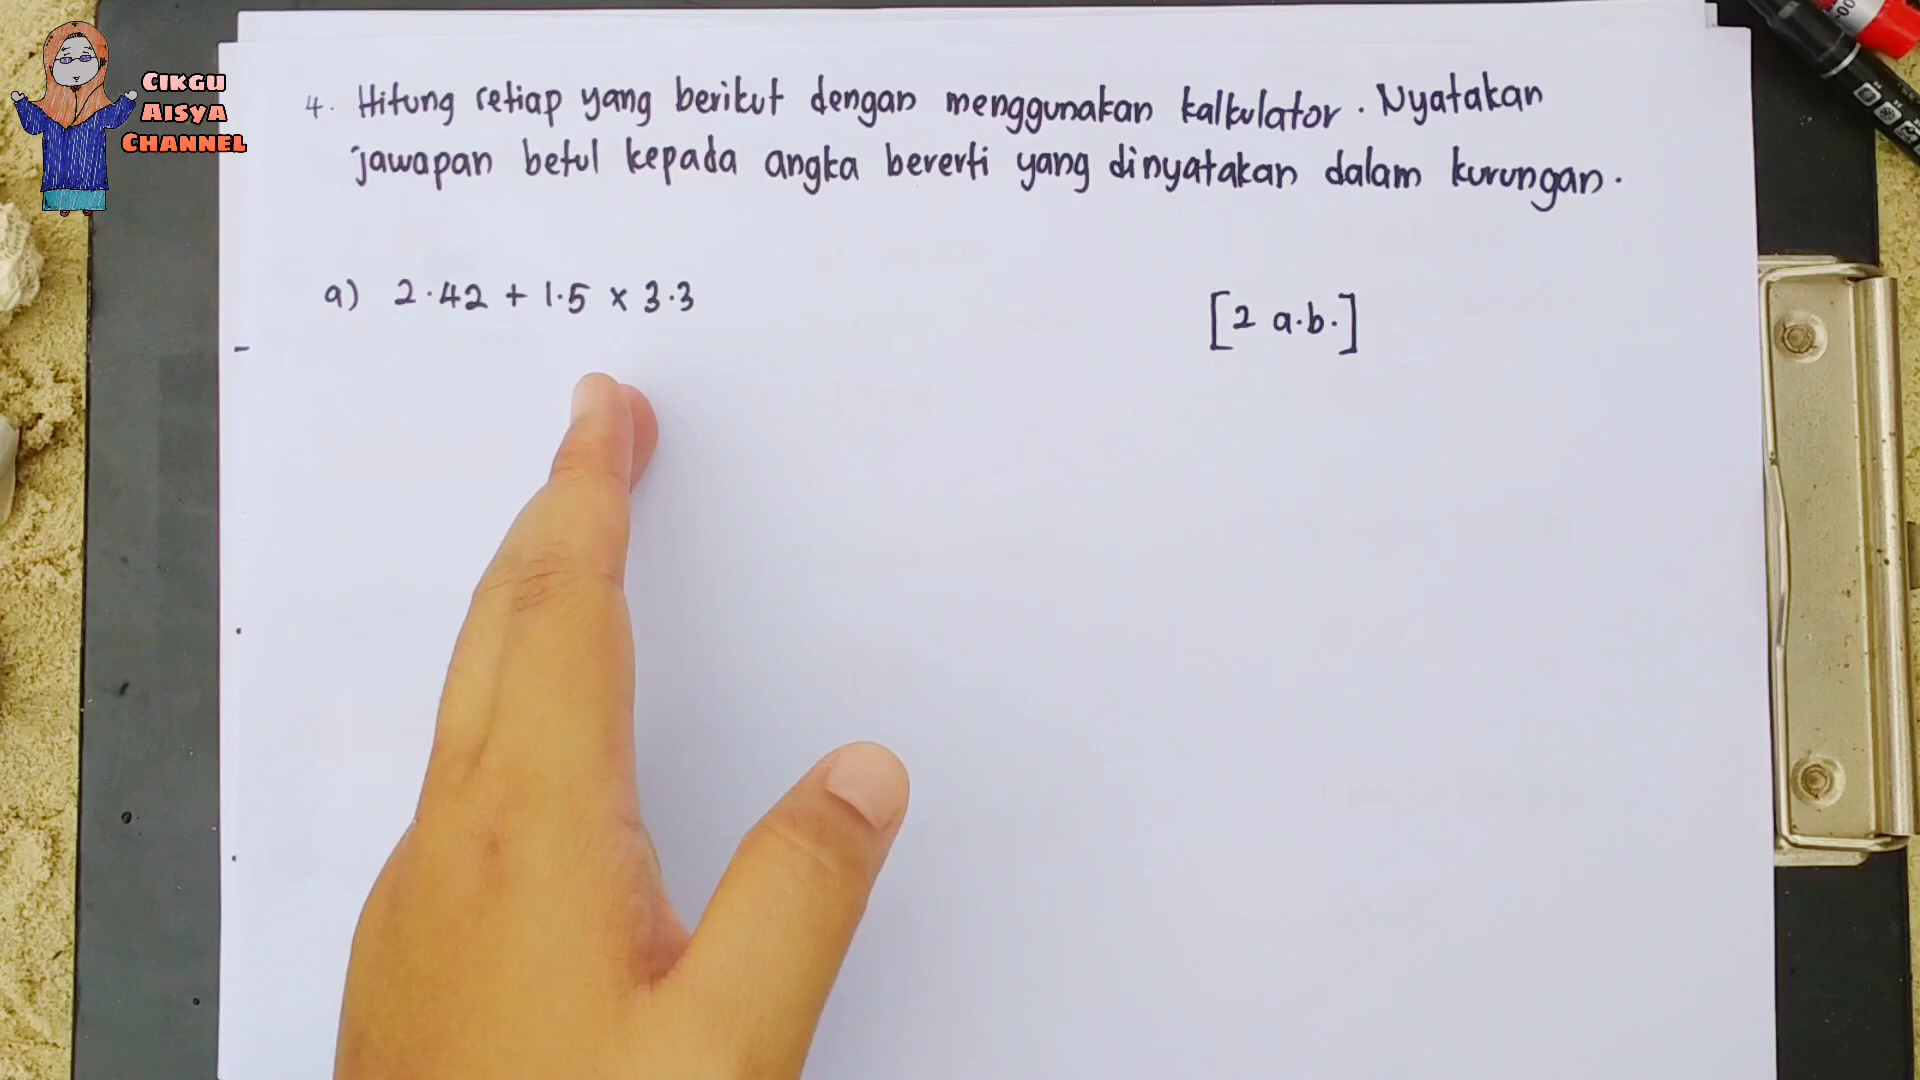 CIKGU
AISYA
CHANNEL
4. Hitung setiap yang berikut dengan menggunakan kalkulator. Nyatakan
jawapan betul kepada angka bererti yang dinyatakan dalam kurungan.
a) 2.42 + 1.5 x 3.3 [2 a.b.]